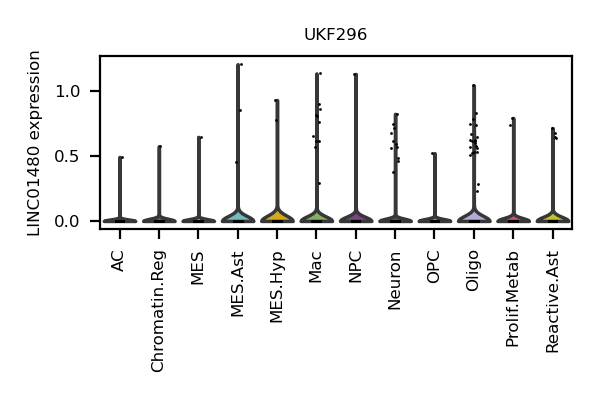 UKF296
LINC01480 expression
1.0
0.5
0.0
AC
Chromatin.Reg
MES
MES.Ast
MES.Hyp
Mac
NPC
Neuron
OPC
Oligo
Prolif.Metab
Reactive.Ast